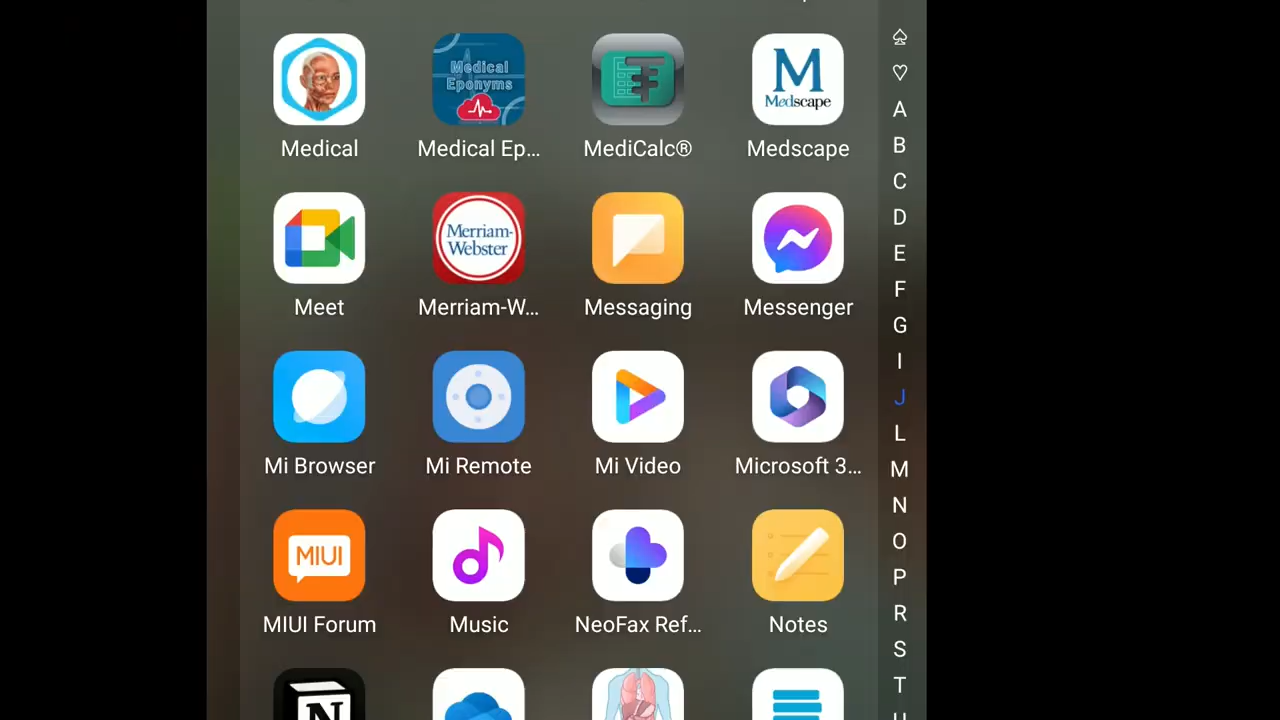 Medical
Eponyms
M
Medscape
Medical
Medical Ep...
MediCalc®
Medscape
Merriam-
Webster
Meet
Merriam-W...
Messaging
Messenger
Mi Browser
Mi Remote
Mi Video
Microsoft 3...
MIUI
MIUI Forum
Music
NeoFax Ref...
Notes
N
A
B
C
D
E
F
G
I
J
L
M
N
O
P
R
S
T